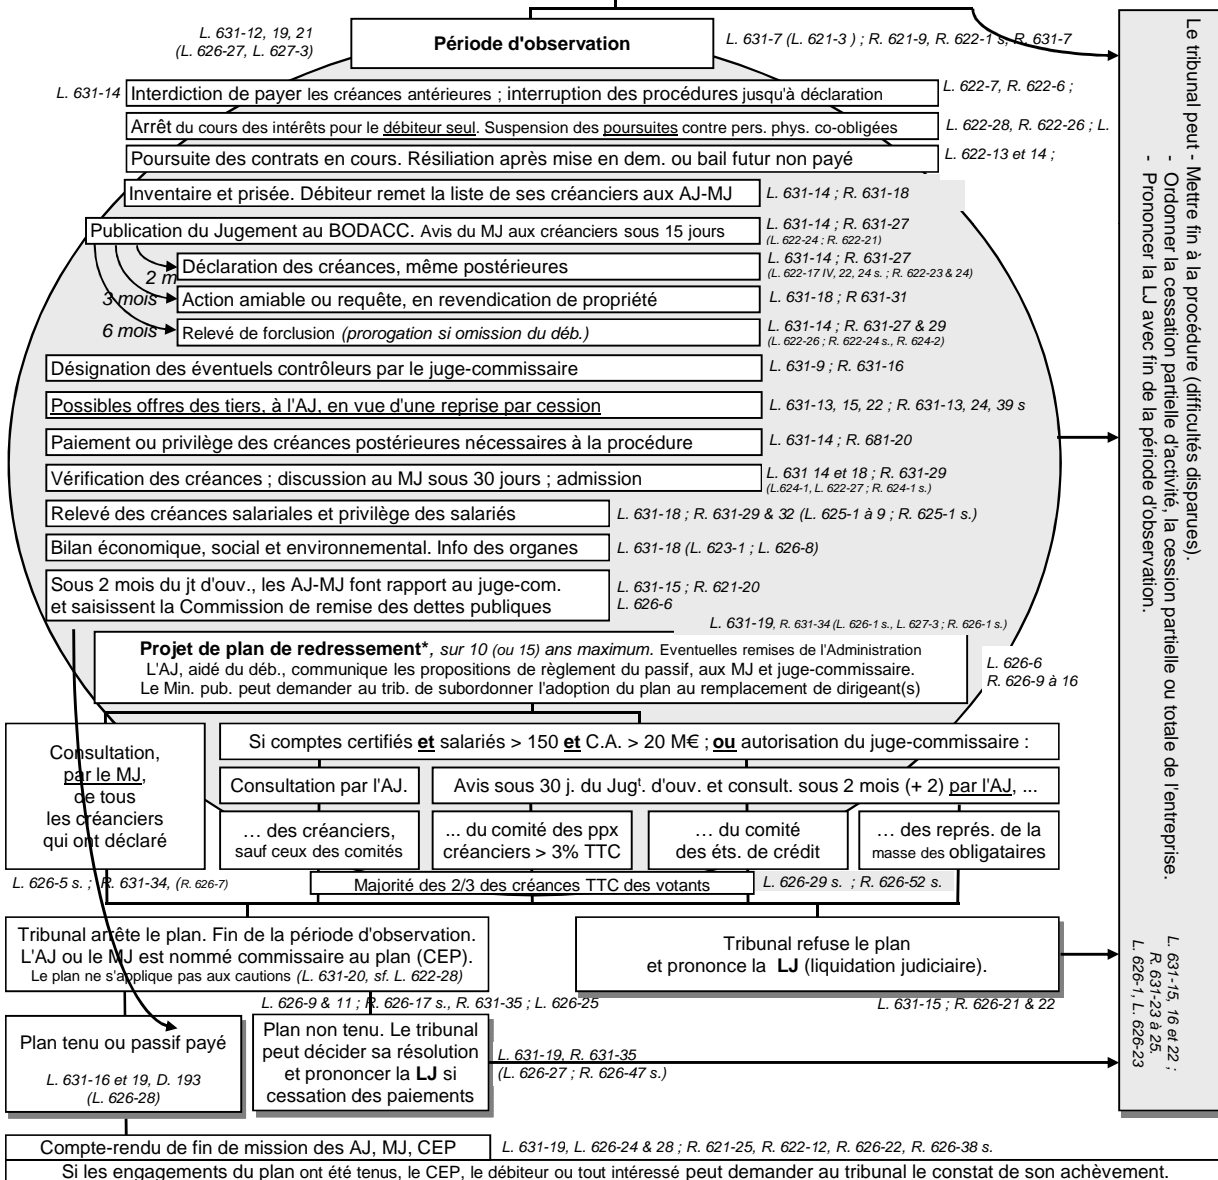 L. 631-12, 19, 21
(L. 626-27, L. 627-3)
Période d'observation
L. 631-7 (L. 621-3 ) ; R. 621-9, R. 622-1 s, R. 631-7
L. 631-14
Interdiction de payer les créances antérieures ; interruption des procédures jusqu'à déclaration
L. 622-7, R. 622-6 ;
Arrêt du cours des intérêts pour le débiteur seul. Suspension des poursuites contre pers. phys. co-obligées
L. 622-28, R. 622-26 ; L.
Poursuite des contrats en cours. Résiliation après mise en dem. ou bail futur non payé
L. 622-13 et 14 ;
Inventaire et prisée. Débiteur remet la liste de ses créanciers aux AJ-MJ
L. 631-14 ; R. 631-18
Publication du Jugement au BODACC. Avis du MJ aux créanciers sous 15 jours
L. 631-14 ; R. 631-27
(L. 622-24 ; R. 622-21)
2 m
Déclaration des créances, même postérieures
L. 631-14 ; R. 631-27
(L. 622-17 IV, 22, 24 s. ; R. 622-23 & 24)
3 mois
Action amiable ou requête, en revendication de propriété
L. 631-18 ; R 631-31
6 mois
Relevé de forclusion (prorogation si omission du déb.)
L. 631-14 ; R. 631-27 & 29
(L. 622-26 ; R. 622-24 s., R. 624-2)
Désignation des éventuels contrôleurs par le juge-commissaire
L. 631-9 ; R. 631-16
Possibles offres des tiers, à l'AJ, en vue d'une reprise par cession
L. 631-13, 15, 22 ; R. 631-13, 24, 39 s
Paiement ou privilège des créances postérieures nécessaires à la procédure
L. 631-14 ; R. 681-20
Vérification des créances ; discussion au MJ sous 30 jours ; admission
L. 631 14 et 18 ; R. 631-29
(L.624-1, L. 622-27 ; R. 624-1 s.)
Relevé des créances salariales et privilège des salariés
L. 631-18 ; R. 631-29 & 32 (L. 625-1 à 9 ; R. 625-1 s.)
Bilan économique, social et environnemental. Info des organes
L. 631-18 (L. 623-1 ; L. 626-8)
Sous 2 mois du jt d'ouv., les AJ-MJ font rapport au juge-com.
et saisissent la Commission de remise des dettes publiques
L. 631-15 ; R. 621-20
L. 626-6
L. 631-19, R. 631-34 (L. 626-1 s., L. 627-3 ; R. 626-1 s.)
Projet de plan de redressement*, sur 10 (ou 15) ans maximum. Eventuelles remises de l'Administration
L'AJ, aidé du déb., communique les propositions de règlement du passif, aux MJ et juge-commissaire.
Le Min. pub. peut demander au trib. de subordonner l'adoption du plan au remplacement de dirigeant(s)
L. 626-6
R. 626-9 à 16
Consultation,
par le MJ,
de tous
les créanciers
qui ont déclaré
Si comptes certifiés et salariés > 150 et C.A. > 20 M€ ; ou autorisation du juge-commissaire :
Consultation par l'AJ.
Avis sous 30 j. du Jugt. d'ouv. et consult. sous 2 mois (+ 2) par l'AJ, ...
… des créanciers,
sauf ceux des comités
... du comité des ppx
créanciers > 3% TTC
… du comité
des éts. de crédit
… des représ. de la
masse des obligataires
L. 626-5 s. ; R. 631-34, (R. 626-7)
Majorité des 2/3 des créances TTC des votants
L. 626-29 s. ; R. 626-52 s.
Tribunal arrête le plan. Fin de la période d'observation.
L'AJ ou le MJ est nommé commissaire au plan (CEP).
Le plan ne s'applique pas aux cautions (L. 631-20, sf. L. 622-28)
Tribunal refuse le plan
et prononce la LJ (liquidation judiciaire).
L. 626-9 & 11 ; R. 626-17 s., R. 631-35 ; L. 626-25
L. 631-15 ; R. 626-21 & 22
Plan tenu ou passif payé
L. 631-16 et 19, D. 193
(L. 626-28)
Plan non tenu. Le tribunal
peut décider sa résolution
et prononcer la LJ si
cessation des paiements
L. 631-19, R. 631-35
(L. 626-27 ; R. 626-47 s.)
Le tribunal peut - Mettre fin à la procédure (difficultés disparues).
- Ordonner la cessation partielle d'activité, la cession partielle ou totale de l'entreprise.
- Prononcer la LJ avec fin de la période d'observation.
L. 631-15, 16 et 22 ;
R. 631-23 à 25.
L. 626-1, L. 626-23
Compte-rendu de fin de mission des AJ, MJ, CEP
L. 631-19, L. 626-24 & 28 ; R. 621-25, R. 622-12, R. 626-22, R. 626-38 s.
Si les engagements du plan ont été tenus, le CEP, le débiteur ou tout intéressé peut demander au tribunal le constat de son achèvement.